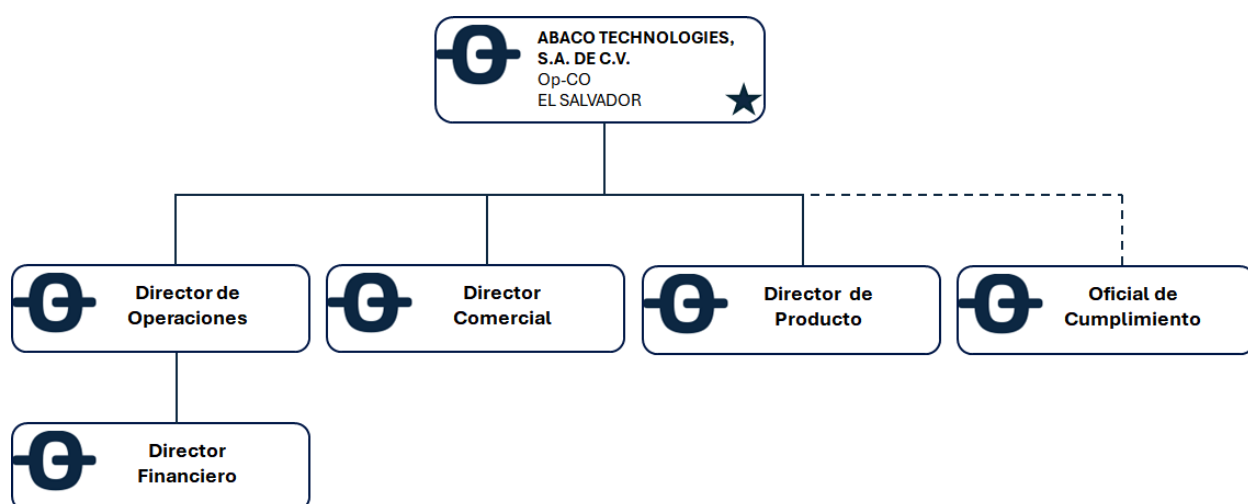 ABACO TECHNOLOGIES,
S.A. DE C.V.
Op-CO
EL SALVADOR
Director de
Operaciones
Director
Comercial
Director de
Producto
Oficial de
Cumplimiento
Director
Financiero